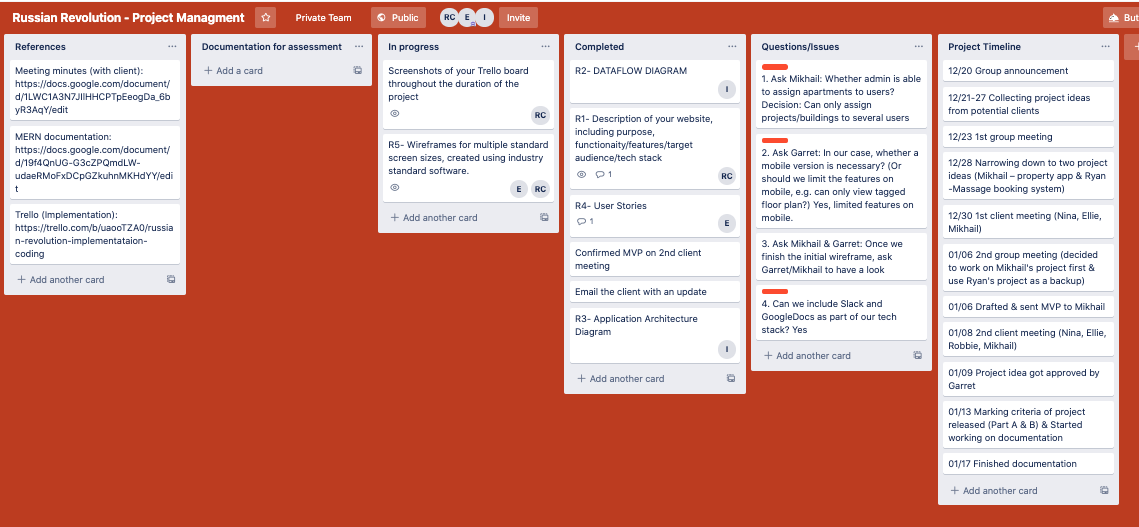 Russian Revolution - Project Managment
Private Team
Public
RC
E
I
Invite
But
References
Meeting minutes (with client):
https://docs.google.com/document/
d/1LWC1A3N7JIIHHCPTpEeogDa_6b
yR3AqY/edit
MERN documentation:
https://docs.google.com/document/
d/19f4QnUG-G3cZPQmdLW-
udaeRMoFxDCpGZkuhnMKHdYY/edi
t
Trello (Implementation):
https://trello.com/b/uaooTZA0/russia
n-revolution-implementataion-
coding
+ Add another card
Documentation for assessment
+ Add a card
In progress
Screenshots of your Trello board
throughout the duration of the
project
RC
R5- Wireframes for multiple standard
screen sizes, created using industry
standard software.
E
RC
+ Add another card
Completed
R2- DATAFLOW DIAGRAM
I
R1- Description of your website,
including purpose,
functionaity/features/target
audience/tech stack
1
RC
R4- User Stories
1
E
Confirmed MVP on 2nd client
meeting
Email the client with an update
R3- Application Architecture
Diagram
I
+ Add another card
Questions/Issues
1. Ask Mikhail: Whether admin is able
to assign apartments to users?
Decision: Can only assign
projects/buildings to several users
2. Ask Garret: In our case, whether a
mobile version is necessary? (Or
should we limit the features on
mobile, e.g. can only view tagged
floor plan?) Yes, limited features on
mobile.
3. Ask Mikhail & Garret: Once we
finish the initial wireframe, ask
Garret/Mikhail to have a look
4. Can we include Slack and
GoogleDocs as part of our tech
stack? Yes
+ Add another card
Project Timeline
12/20 Group announcement
12/21-27 Collecting project ideas
from potential clients
12/23 1st group meeting
12/28 Narrowing down to two project
ideas (Mikhail – property app & Ryan
-Massage booking system)
12/30 1st client meeting (Nina, Ellie,
Mikhail)
01/06 2nd group meeting (decided
to work on Mikhail's project first &
use Ryan's project as a backup)
01/06 Drafted & sent MVP to Mikhail
01/08 2nd client meeting (Nina, Ellie,
Robbie, Mikhail)
01/09 Project idea got approved by
Garret
01/13 Marking criteria of project
released (Part A & B) & Started
working on documentation
01/17 Finished documentation
+ Add another card